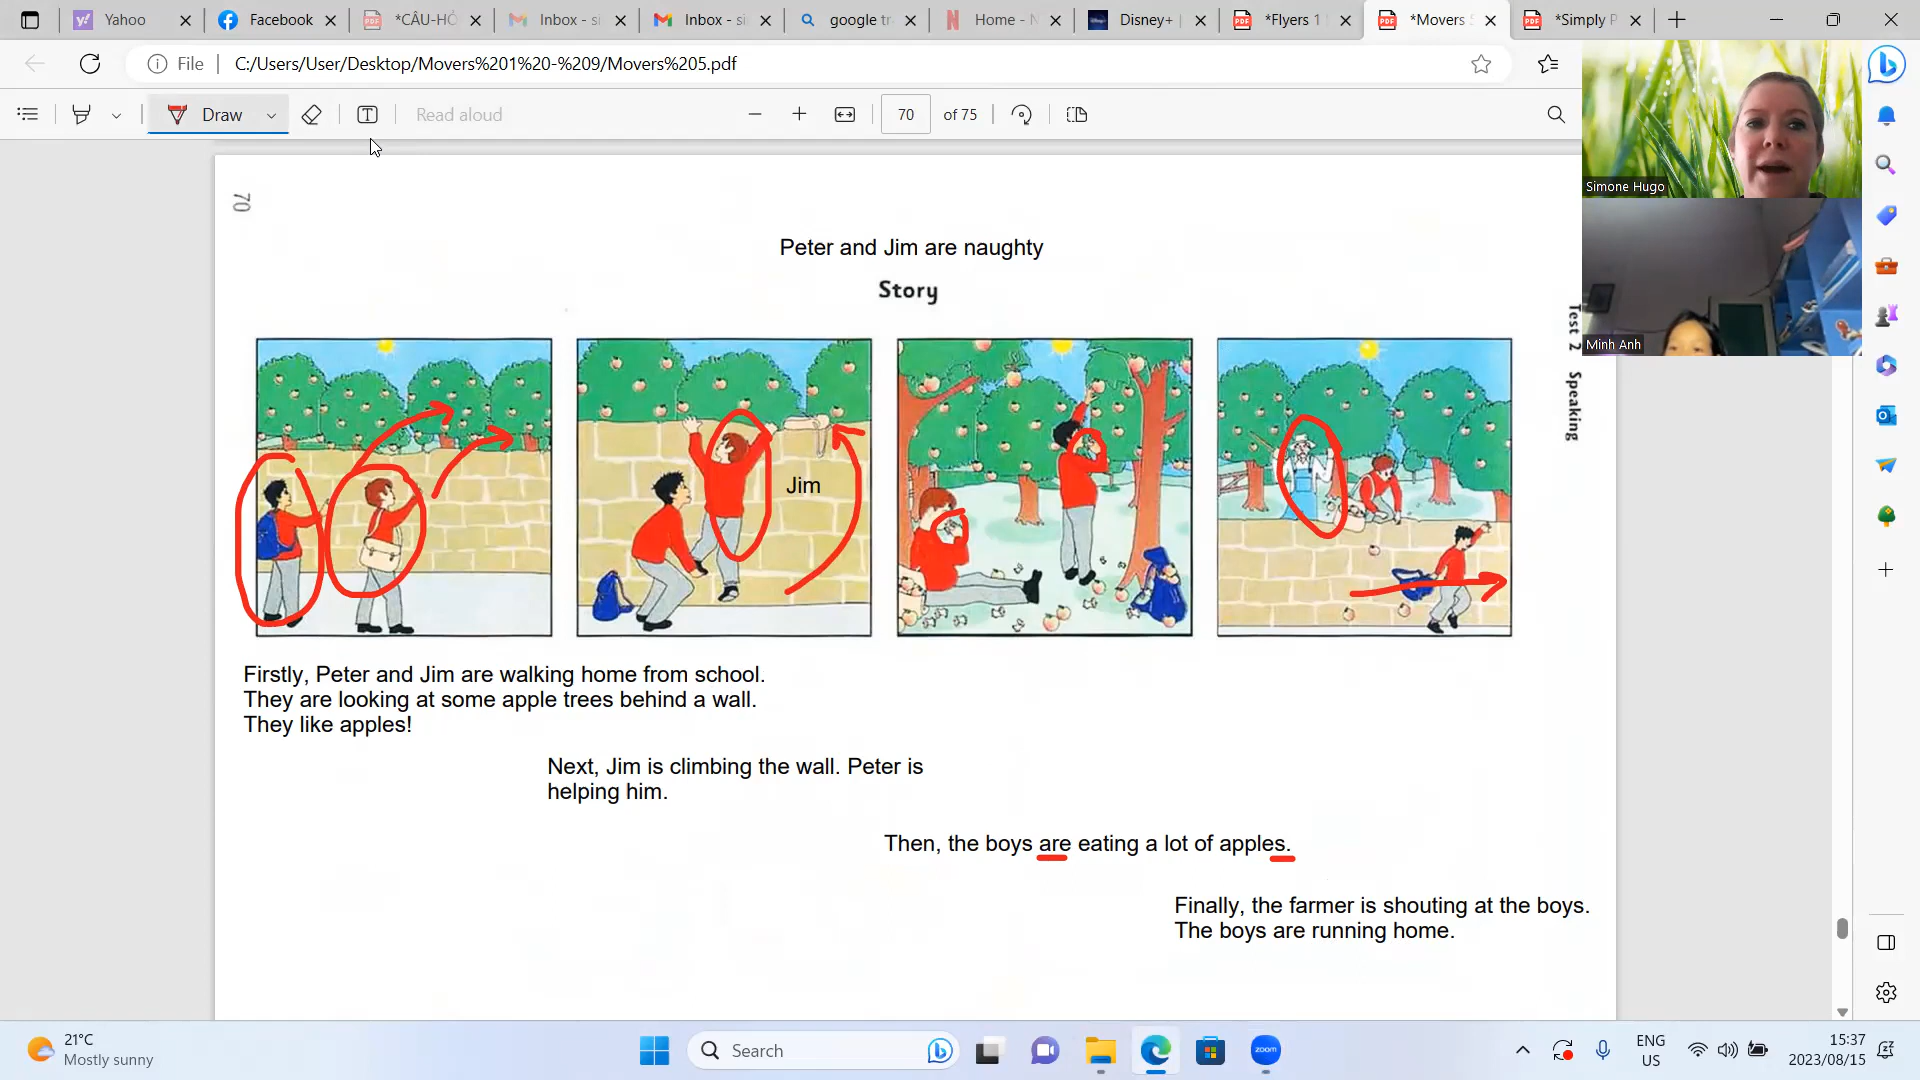 Yahoo
Facebook
*CÂU-HỎ
Inbox - si
Inbox - si
google tr
Home - N
Disney+ |
*Flyers 1
*Movers 5
*Simply P
File
C:/Users/User/Desktop/Movers%201%20-%209/Movers%205.pdf
Draw
Read aloud
70
of 75
Simone Hugo
Minh Anh
70
Peter and Jim are naughty
Story
Test 2 Speaking
Jim
Firstly, Peter and Jim are walking home from school.
They are looking at some apple trees behind a wall.
They like apples!
Next, Jim is climbing the wall. Peter is
helping him.
Then, the boys are eating a lot of apples.
Finally, the farmer is shouting at the boys.
The boys are running home.
21°C
Mostly sunny
Search
zoom
ENG
US
15:37
2023/08/15